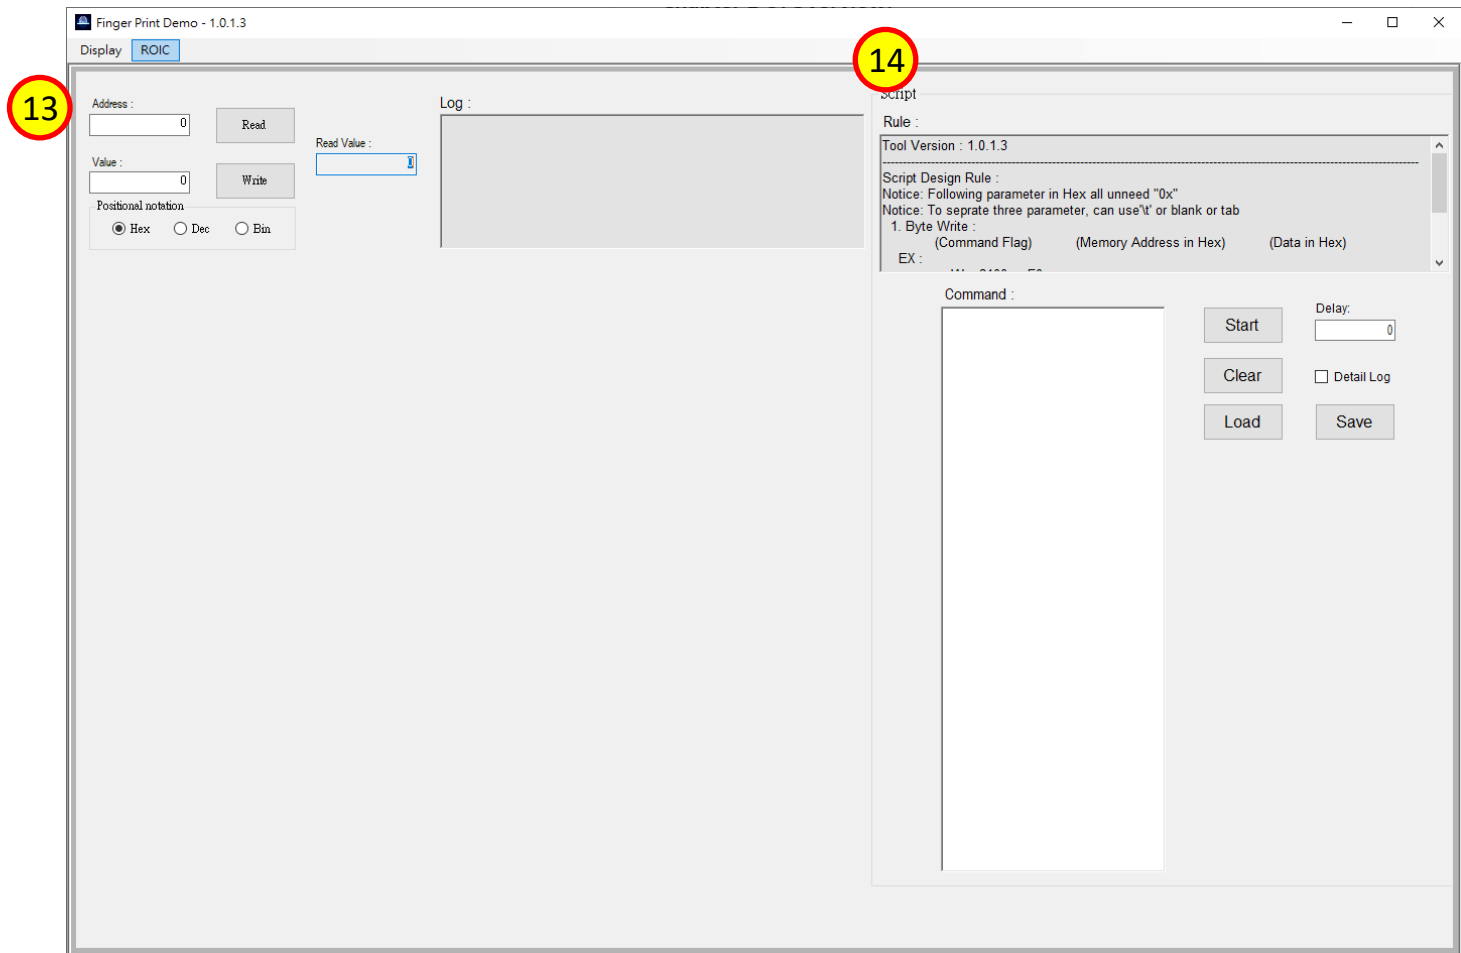 Finger Print Demo - 1.0.1.3
Display ROIC
13
14
Address :
0
Read
Value :
0
Write
Positional notation
Hex Dec Bin
Read Value :
0
Log :
Script
Rule :
Tool Version : 1.0.1.3
--------------------------------------------------------------------------------
Script Design Rule :
Notice: Following parameter in Hex all unneed "0x"
Notice: To seprate three parameter, can use'\t' or blank or tab
1. Byte Write :
(Command Flag) (Memory Address in Hex) (Data in Hex)
EX :
Command :
Start
Delay:
0
Clear
Detail Log
Load
Save